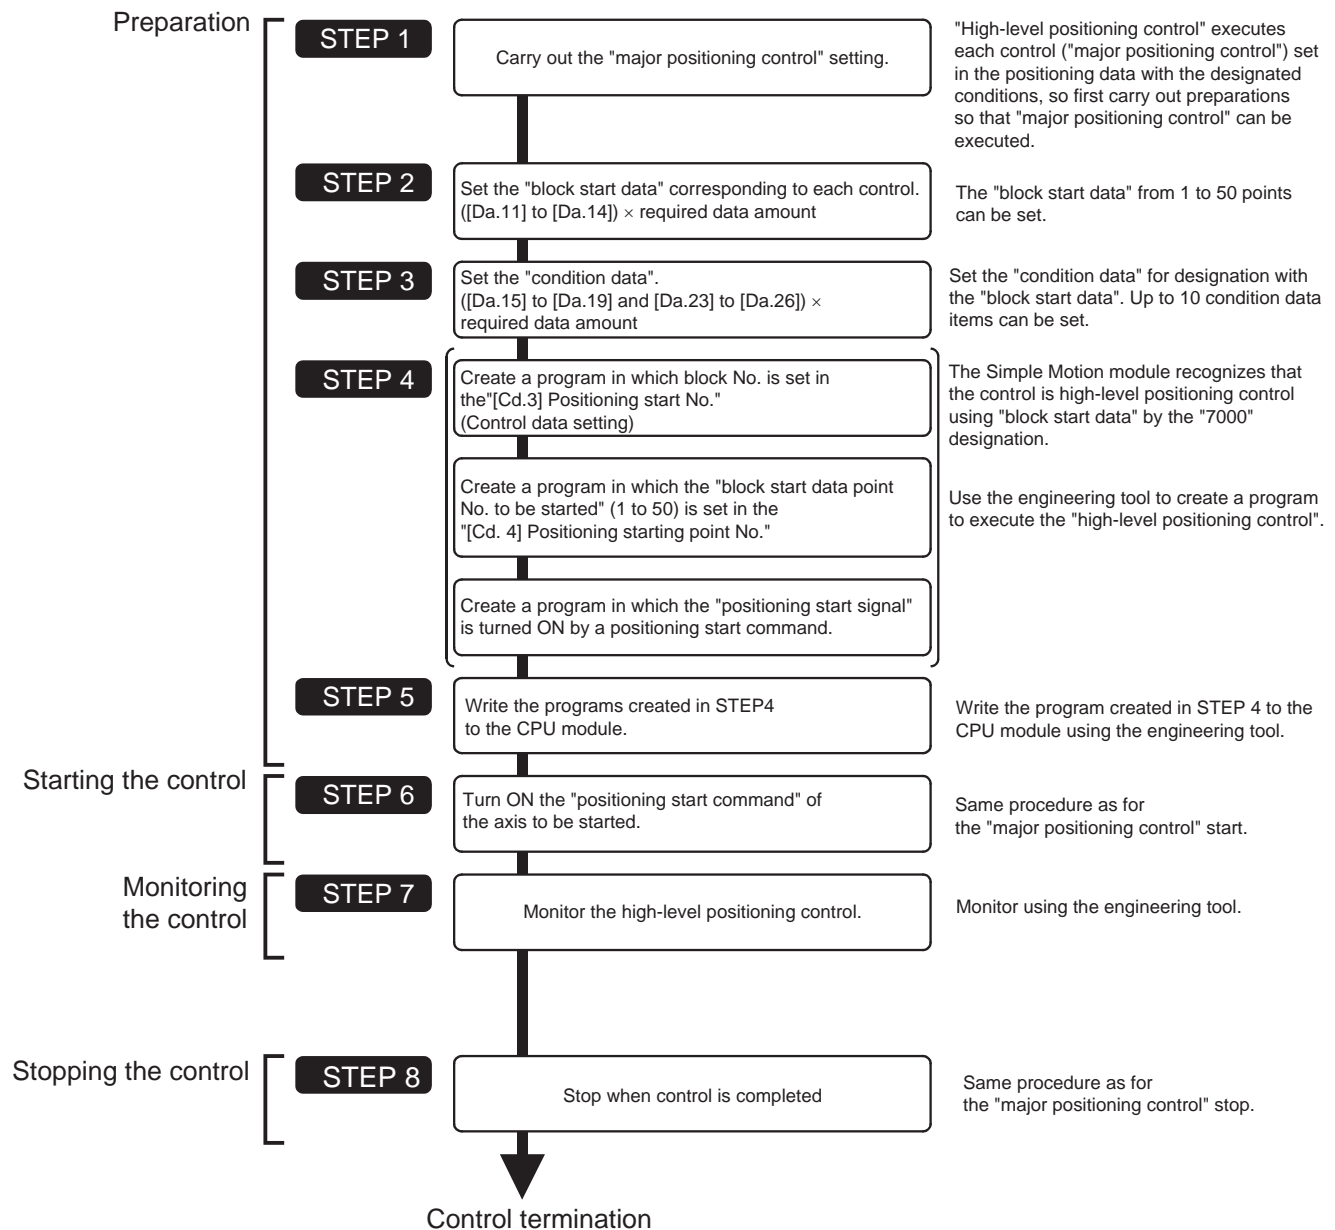 Preparation
STEP 1
Carry out the "major positioning control" setting.
"High-level positioning control" executes
each control ("major positioning control") set
in the positioning data with the designated
conditions, so first carry out preparations
so that "major positioning control" can be
executed.
STEP 2
Set the "block start data" corresponding to each control.
([Da.11] to [Da.14]) × required data amount
The "block start data" from 1 to 50 points
can be set.
STEP 3
Set the "condition data".
([Da.15] to [Da.19] and [Da.23] to [Da.26]) ×
required data amount
Set the "condition data" for designation with
the "block start data". Up to 10 condition data
items can be set.
STEP 4
Create a program in which block No. is set in
the"[Cd.3] Positioning start No."
(Control data setting)
The Simple Motion module recognizes that
the control is high-level positioning control
using "block start data" by the "7000"
designation.
Create a program in which the "block start data point
No. to be started" (1 to 50) is set in the
"[Cd. 4] Positioning starting point No."
Use the engineering tool to create a program
to execute the "high-level positioning control".
Create a program in which the "positioning start signal"
is turned ON by a positioning start command.
STEP 5
Write the programs created in STEP4
to the CPU module.
Write the program created in STEP 4 to the
CPU module using the engineering tool.
Starting the control
STEP 6
Turn ON the "positioning start command" of
the axis to be started.
Same procedure as for
the "major positioning control" start.
Monitoring
the control
STEP 7
Monitor the high-level positioning control.
Monitor using the engineering tool.
Stopping the control
STEP 8
Stop when control is completed
Same procedure as for
the "major positioning control" stop.
Control termination